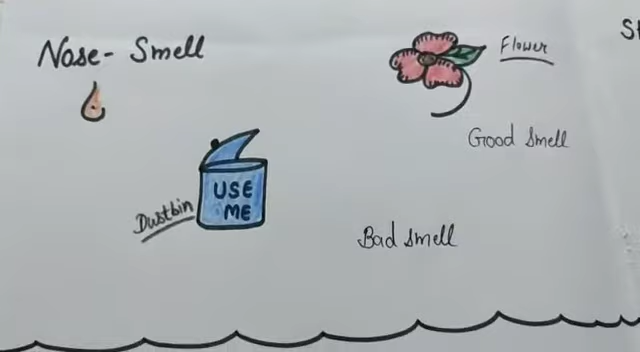 Nose- Smell
Flower
Good Smell
USE
ME
Dustbin
Bad smell